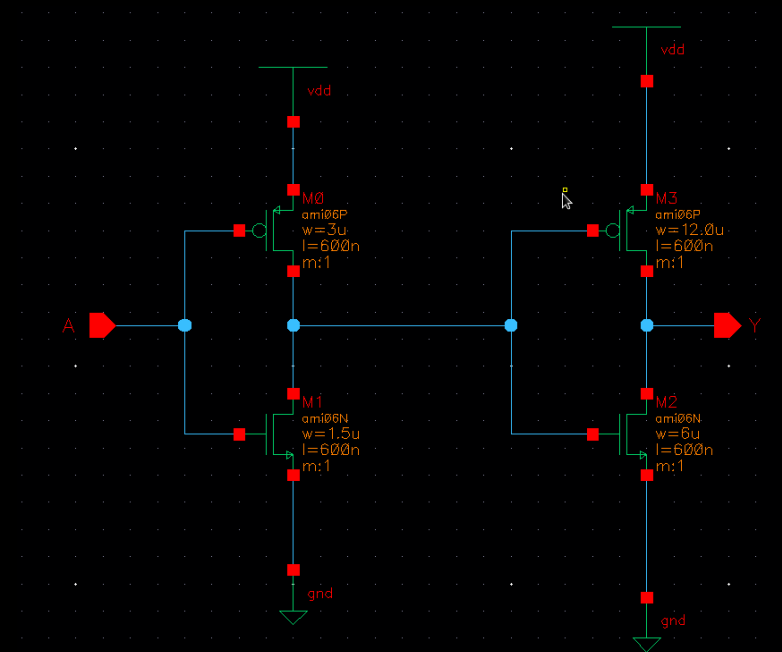 vdd
vdd
M0
ami06P
w=3u
l=600n
m:1
M3
ami06P
w=12.0u
l=600n
m:1
A
Y
M1
ami06N
w=1.5u
l=600n
m:1
M2
ami06N
w=6u
l=600n
m:1
gnd
gnd